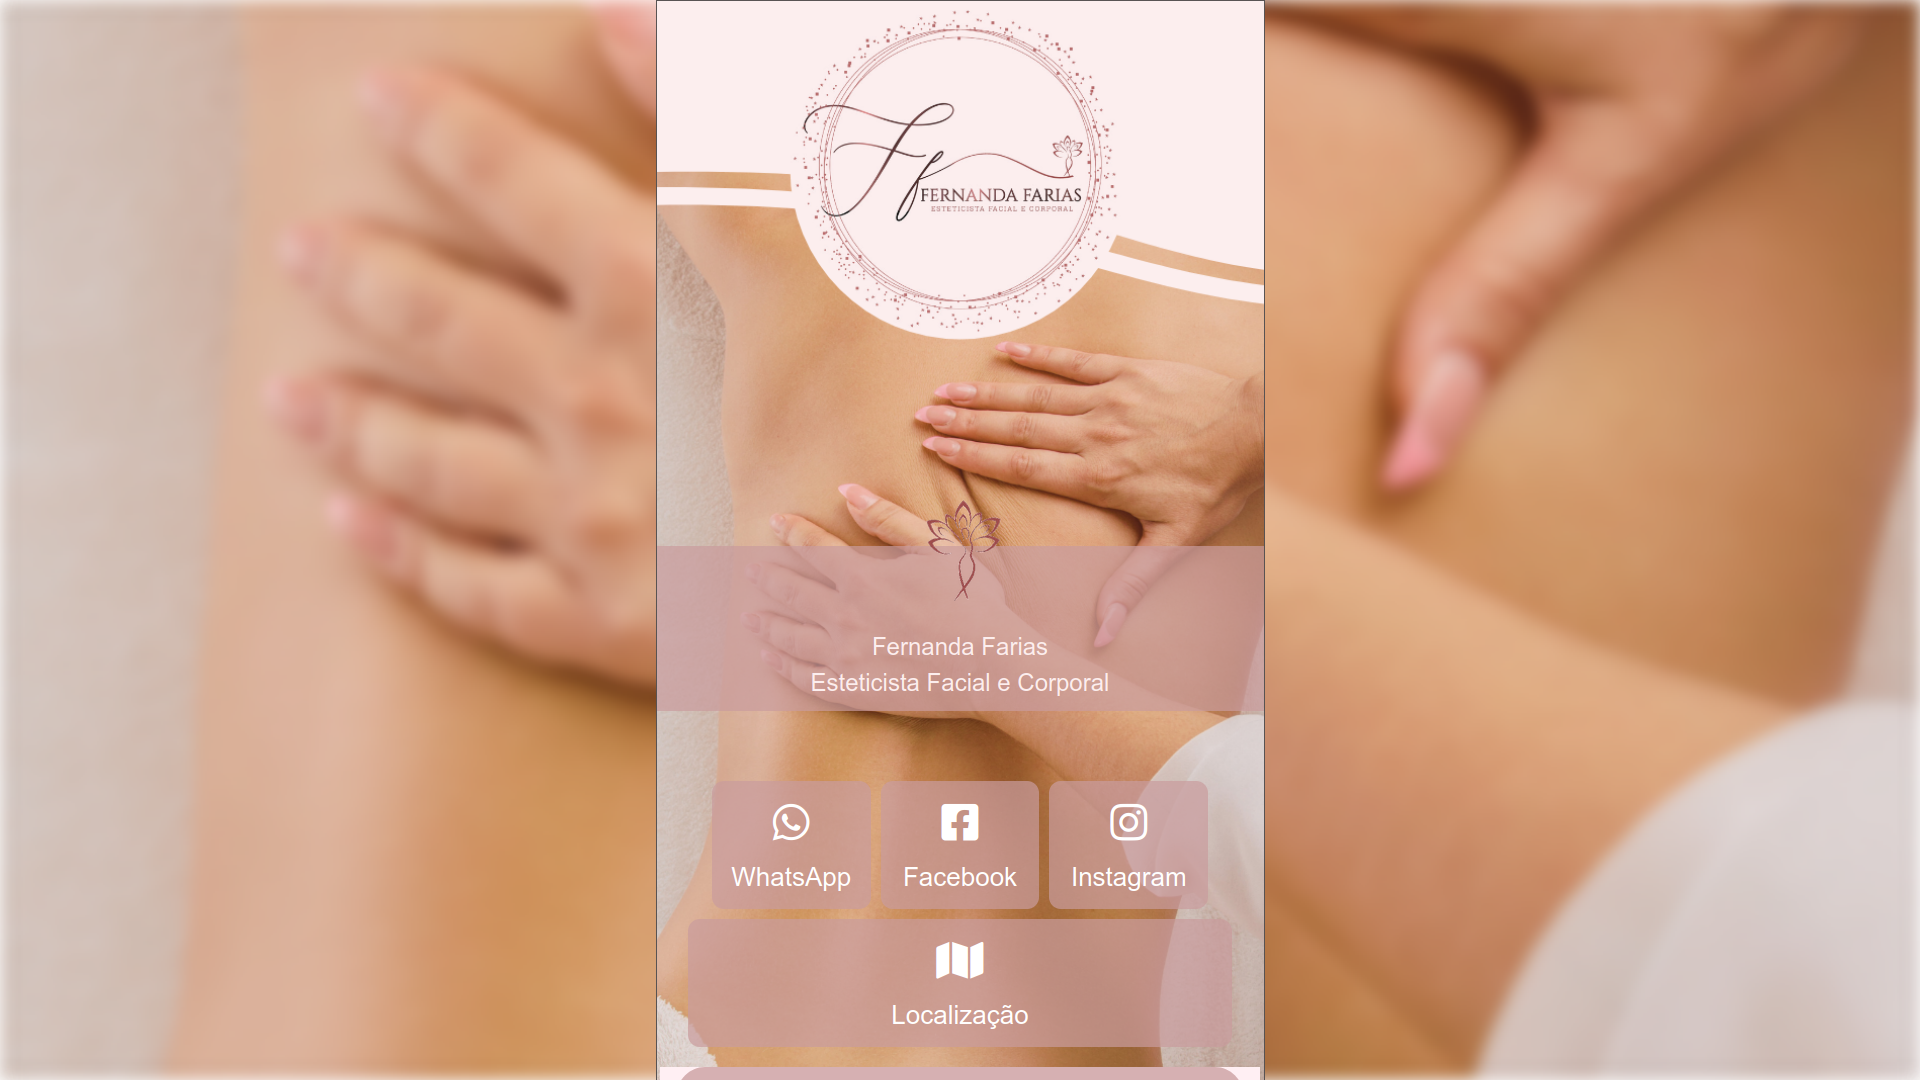 Ff
FERNANDA FARIAS
ESTETICISTA FACIAL E CORPORAL
Fernanda Farias
Esteticista Facial e Corporal
WhatsApp
Facebook
Instagram
Localização